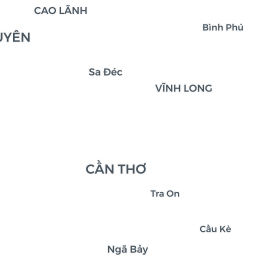 CAO LÃNH
Bình Phú
UYÊN
Sa Đéc
VĨNH LONG
CẦN THƠ
Tra On
Cầu Kè
Ngã Bảy